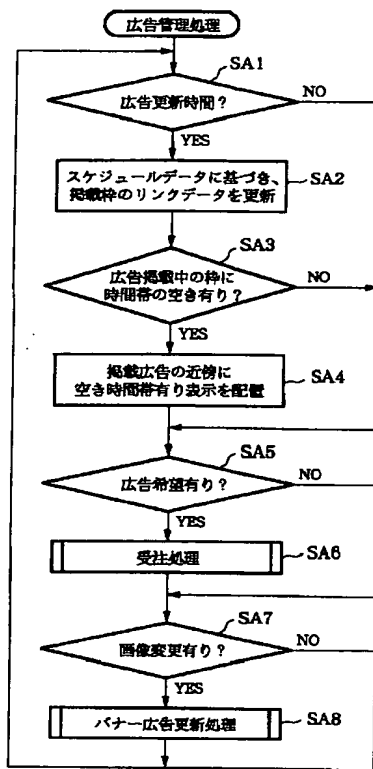 広告管理処理
SA1
広告更新時間?
NO
YES
スケジュールデータに基づき、
掲載枠のリンクデータを更新
SA2
SA3
広告掲載中の枠に
時間帯の空き有り?
NO
YES
掲載広告の近傍に
空き時間帯有り表示を配置
SA4
SA5
広告希望有り?
NO
YES
受注処理
SA6
SA7
画像変更有り?
NO
YES
バナー広告更新処理
SA8